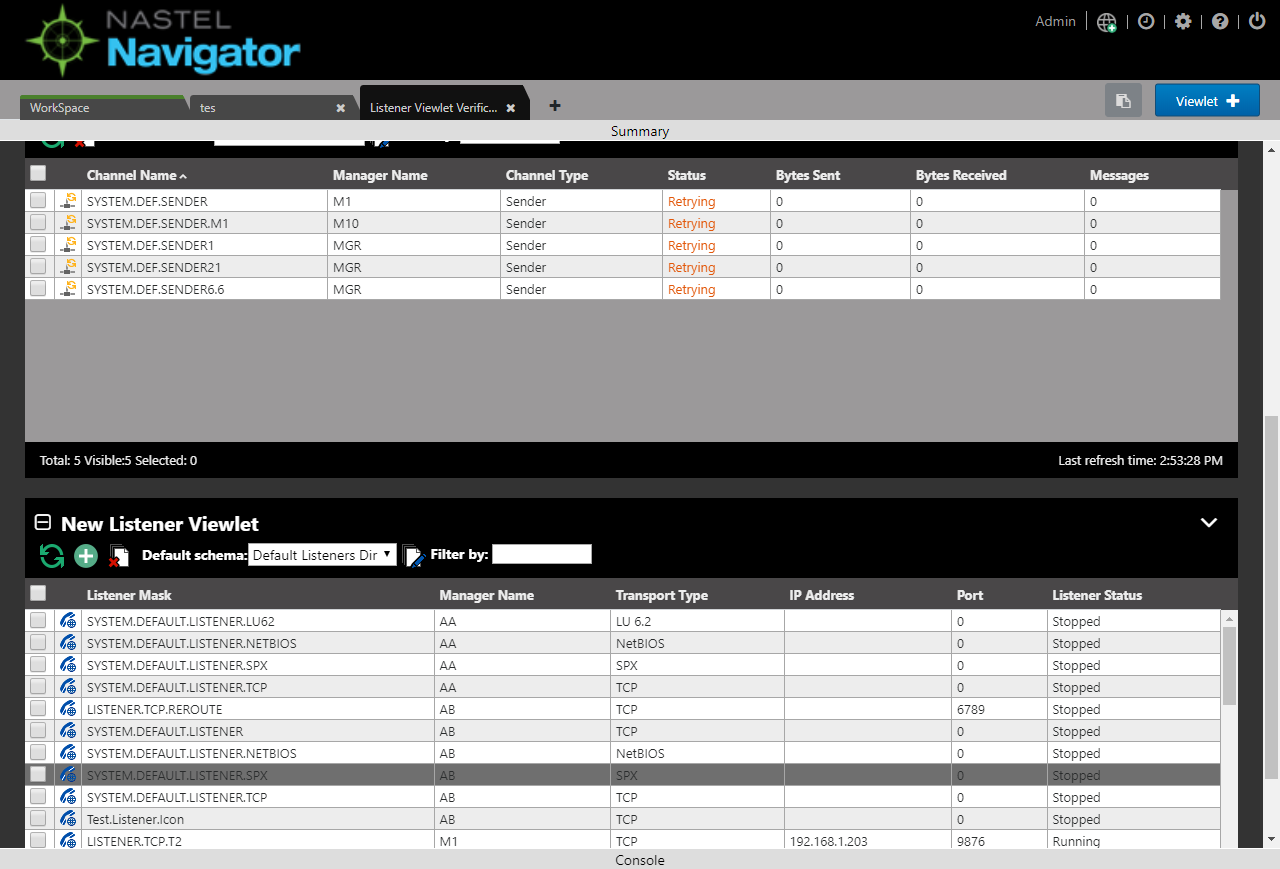 NASTEL
Navigator
Admin
WorkSpace tes Listener Viewlet Verific... Viewlet
Summary
Channel Name Manager Name Channel Type Status Bytes Sent Bytes Received Messages
SYSTEM.DEF.SENDER M1 Sender Retrying 0 0 0
SYSTEM.DEF.SENDER.M1 M10 Sender Retrying 0 0 0
SYSTEM.DEF.SENDER1 MGR Sender Retrying 0 0 0
SYSTEM.DEF.SENDER21 MGR Sender Retrying 0 0 0
SYSTEM.DEF.SENDER6.6 MGR Sender Retrying 0 0 0
Total: 5 Visible:5 Selected: 0 Last refresh time: 2:53:28 PM
New Listener Viewlet
Default schema: Default Listeners Dir Filter by:
Listener Mask Manager Name Transport Type IP Address Port Listener Status
SYSTEM.DEFAULT.LISTENER.LU62 AA LU 6.2 0 Stopped
SYSTEM.DEFAULT.LISTENER.NETBIOS AA NetBIOS 0 Stopped
SYSTEM.DEFAULT.LISTENER.SPX AA SPX 0 Stopped
SYSTEM.DEFAULT.LISTENER.TCP AA TCP 0 Stopped
LISTENER.TCP.REROUTE AB TCP 6789 Stopped
SYSTEM.DEFAULT.LISTENER AB TCP 0 Stopped
SYSTEM.DEFAULT.LISTENER.NETBIOS AB NetBIOS 0 Stopped
SYSTEM.DEFAULT.LISTENER.SPX AB SPX 0 Stopped
SYSTEM.DEFAULT.LISTENER.TCP AB TCP 0 Stopped
Test.Listener.Icon AB TCP 0 Stopped
LISTENER.TCP.T2 M1 TCP 192.168.1.203 9876 Running
Console